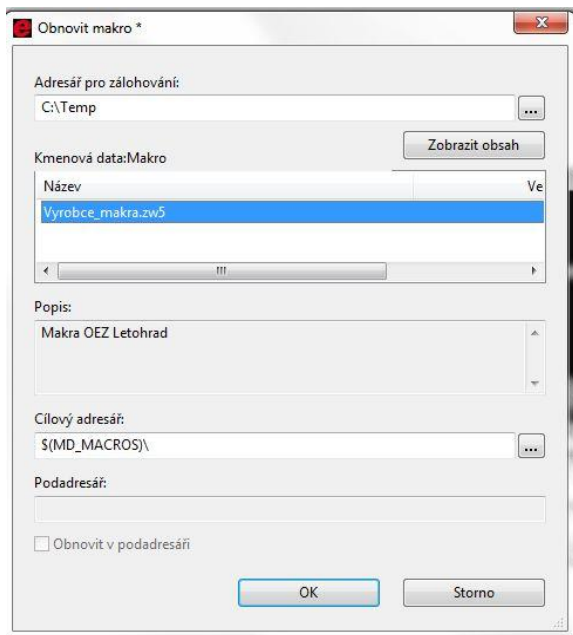 Obnovit makro *
Adresář pro zálohování:
C:\Temp
...
Zobrazit obsah
Kmenová data:Makro
Název Ve
Vyrobce_makra.zw5
Popis:
Makra OEZ Letohrad
Cílový adresář:
$(MD_MACROS)\
...
Podadresář:
Obnovit v podadresáři
OK Storno